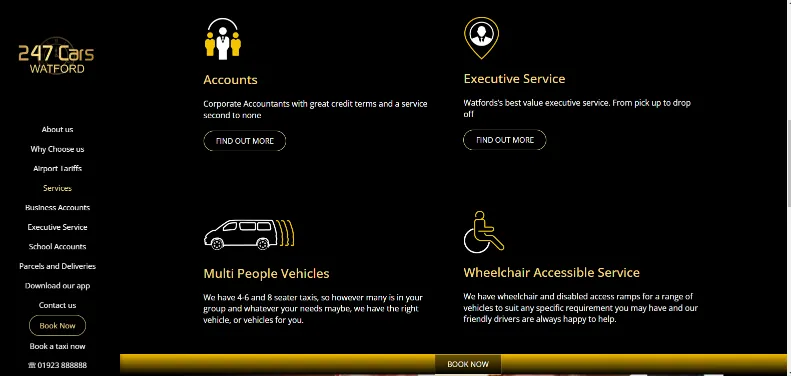 247 Cars
WATFORD
About us
Why Choose us
Airport Tariffs
Services
Business Accounts
Executive Service
School Accounts
Parcels and Deliveries
Download our app
Contact us
Book Now
Book a taxi now
☏ 01923 888888
Accounts
Corporate Accountants with great credit terms and a service
second to none
FIND OUT MORE
Executive Service
Watfords's best value executive service. From pick up to drop
off
FIND OUT MORE
Multi People Vehicles
We have 4-6 and 8 seater taxis, so however many is in your
group and whatever your needs maybe, we have the right
vehicle, or vehicles for you.
Wheelchair Accessible Service
We have wheelchair and disabled access ramps for a range of
vehicles to suit any specific requirement you may have and our
friendly drivers are always happy to help.
BOOK NOW